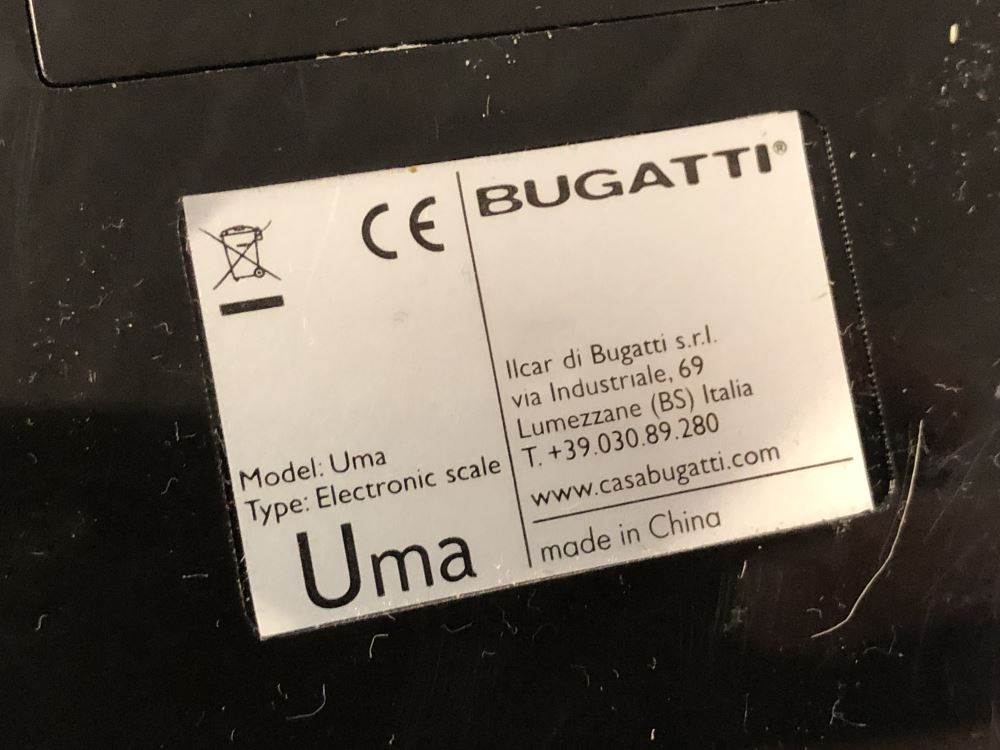 CE
Model: Uma
Type: Electronic scale
Uma
BUGATTI®
Ilcar di Bugatti s.r.l.
via Industriale, 69
Lumezzane (BS) Italia
T. +39.030.89.280
www.casabugatti.com
made in China